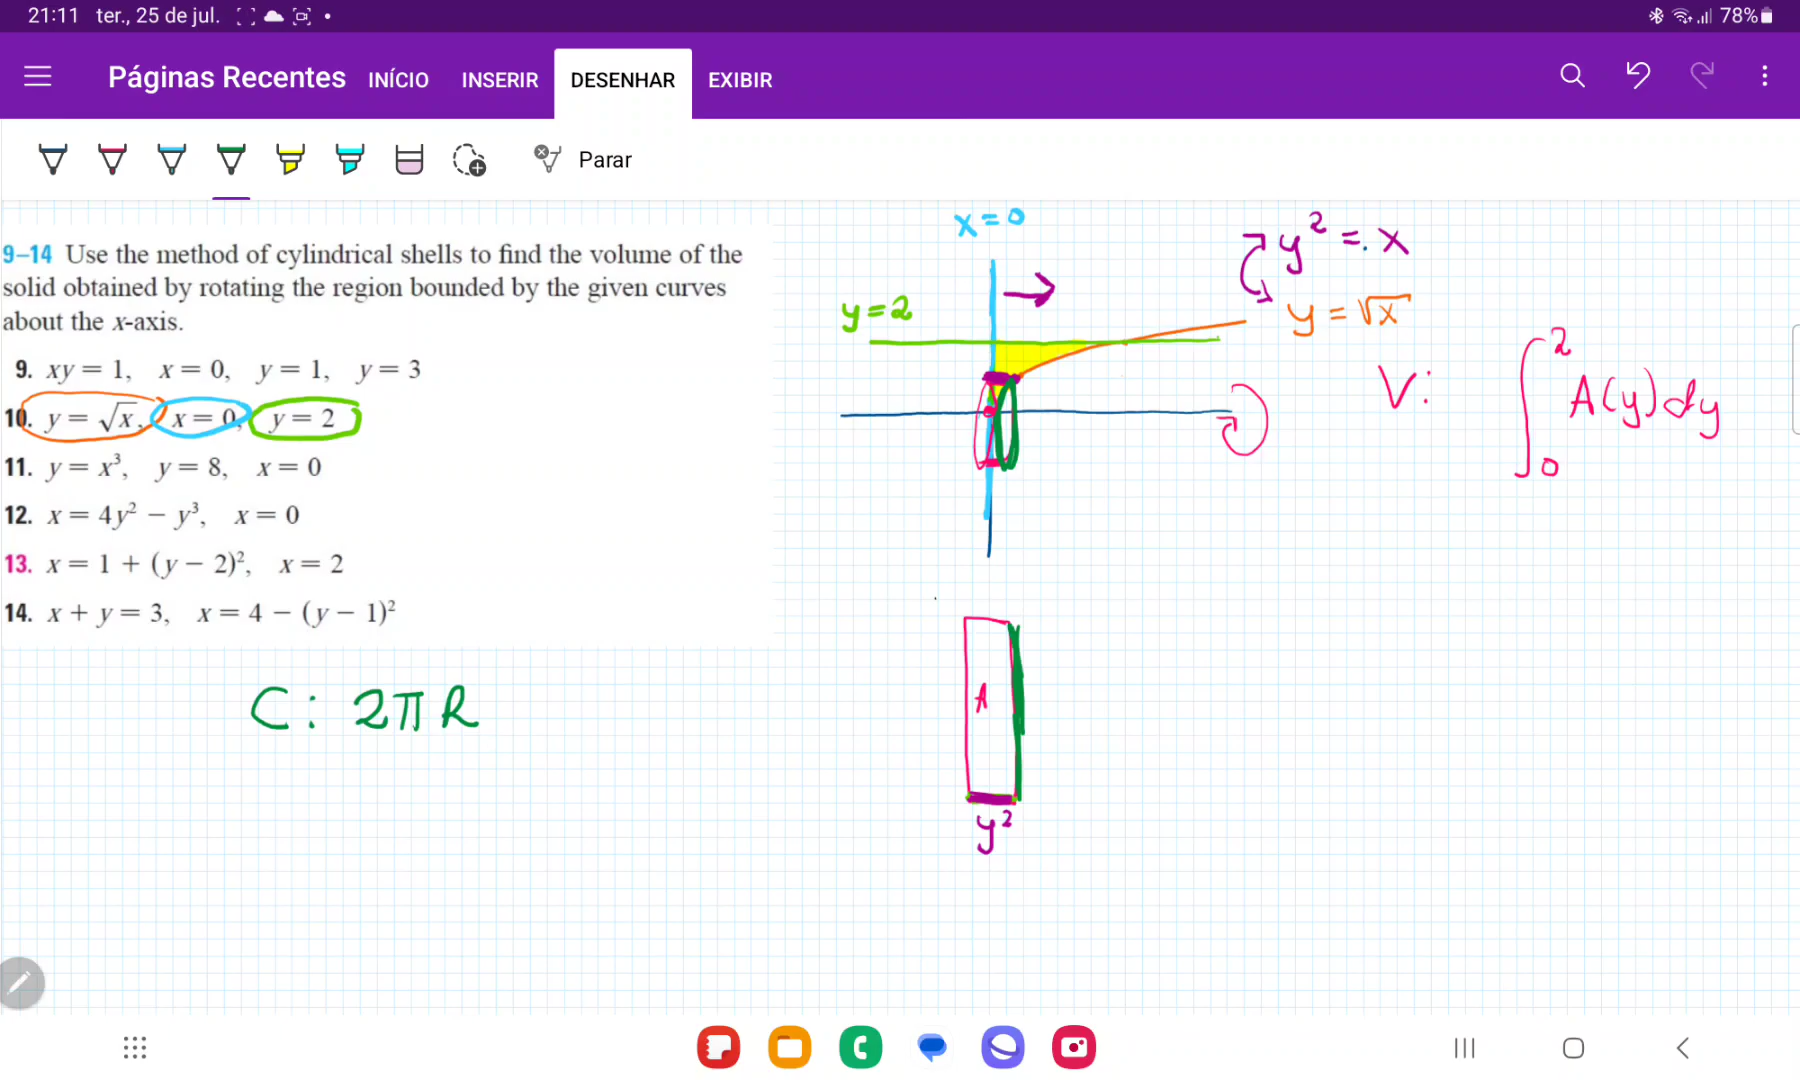 21:11 ter., 25 de jul. 78%
Páginas Recentes INÍCIO INSERIR DESENHAR EXIBIR
Parar
9–14 Use the method of cylindrical shells to find the volume of the
solid obtained by rotating the region bounded by the given curves
about the x-axis.
9. xy = 1, x = 0, y = 1, y = 3
10. y = √x, x = 0, y = 2
11. y = x³, y = 8, x = 0
12. x = 4y² − y³, x = 0
13. x = 1 + (y − 2)², x = 2
14. x + y = 3, x = 4 − (y − 1)²
C: 2πR
x = 0
y = 2
y² = x
y = √x
V: ∫₀² A(y)dy
A
y²